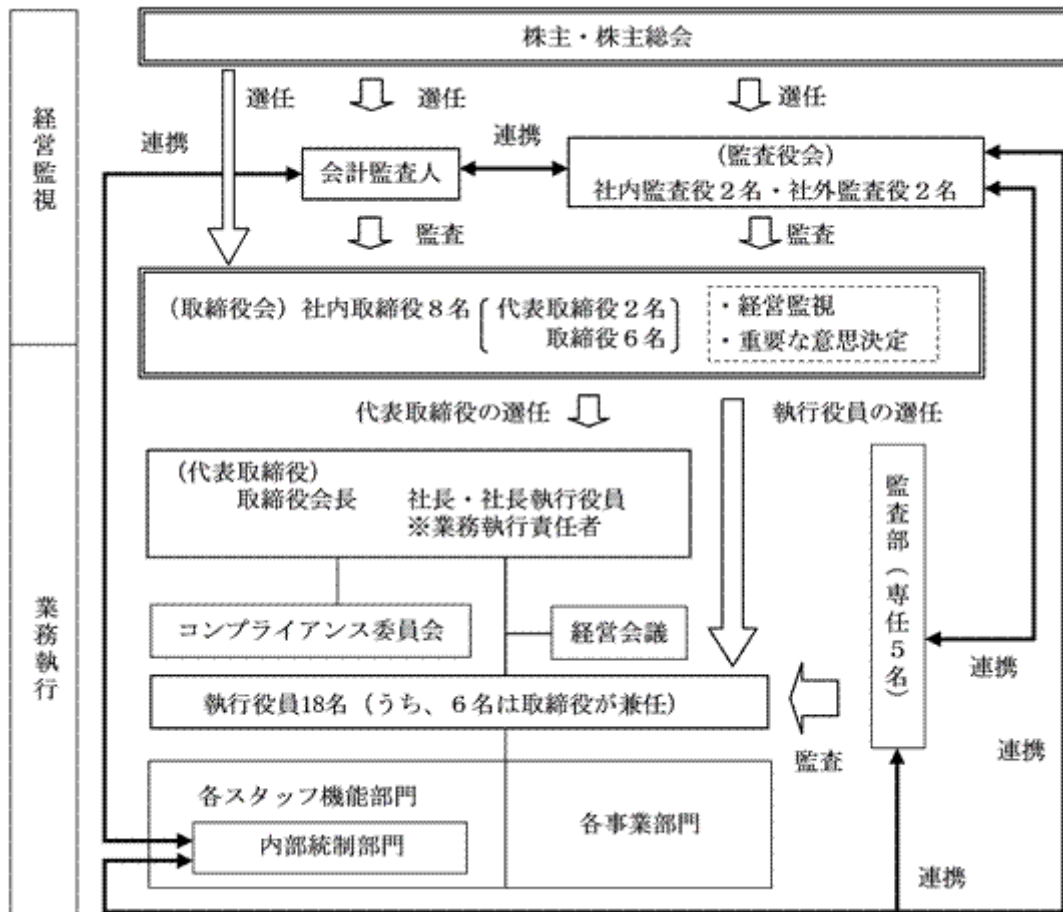 株主・株主総会
経営監視
選任
選任
選任
連携
連携
会計監査人
(監査役会)
社内監査役2名・社外監査役2名
監査
監査
(取締役会)社内取締役8名
代表取締役2名
取締役6名
・経営監視
・重要な意思決定
代表取締役の選任
執行役員の選任
業務執行
(代表取締役)
取締役会長 社長・社長執行役員
※業務執行責任者
監査部(専任5名)
コンプライアンス委員会
経営会議
連携
執行役員18名(うち、6名は取締役が兼任)
監査
連携
各スタッフ機能部門
各事業部門
内部統制部門
連携